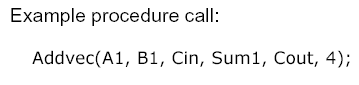 Example procedure call:
Addvec(A1, B1, Cin, Sum1, Cout, 4);